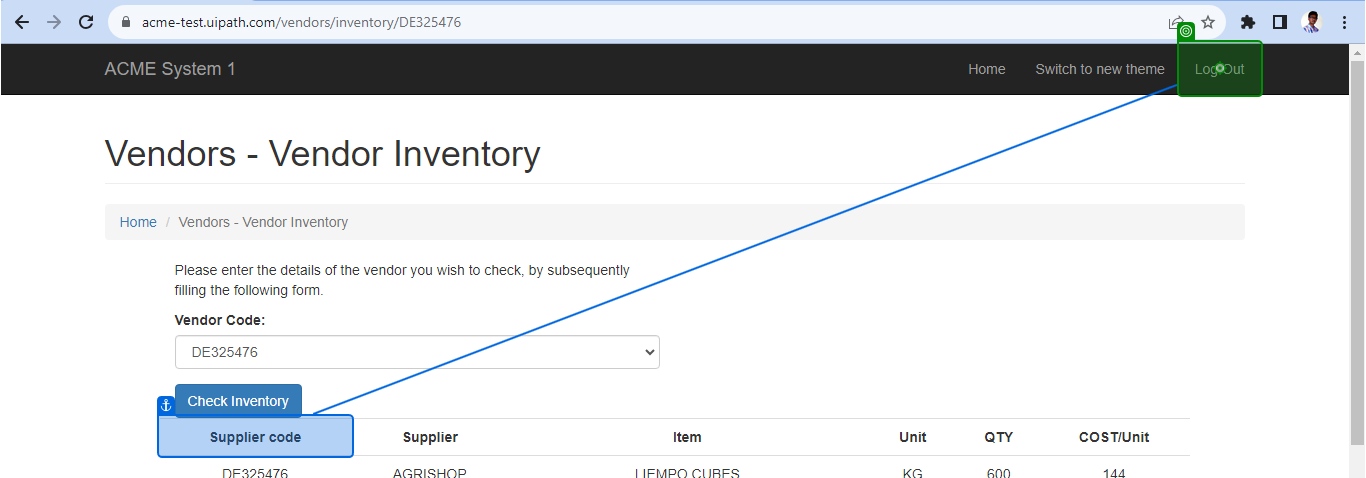 acme-test.uipath.com/vendors/inventory/DE325476
ACME System 1 Home Switch to new theme Log Out
Vendors - Vendor Inventory
Home / Vendors - Vendor Inventory
Please enter the details of the vendor you wish to check, by subsequently
filling the following form.
Vendor Code:
DE325476
Check Inventory
Supplier code Supplier Item Unit QTY COST/Unit
DE325476 AGRISHOP LIEMPO CUBES KG 600 144